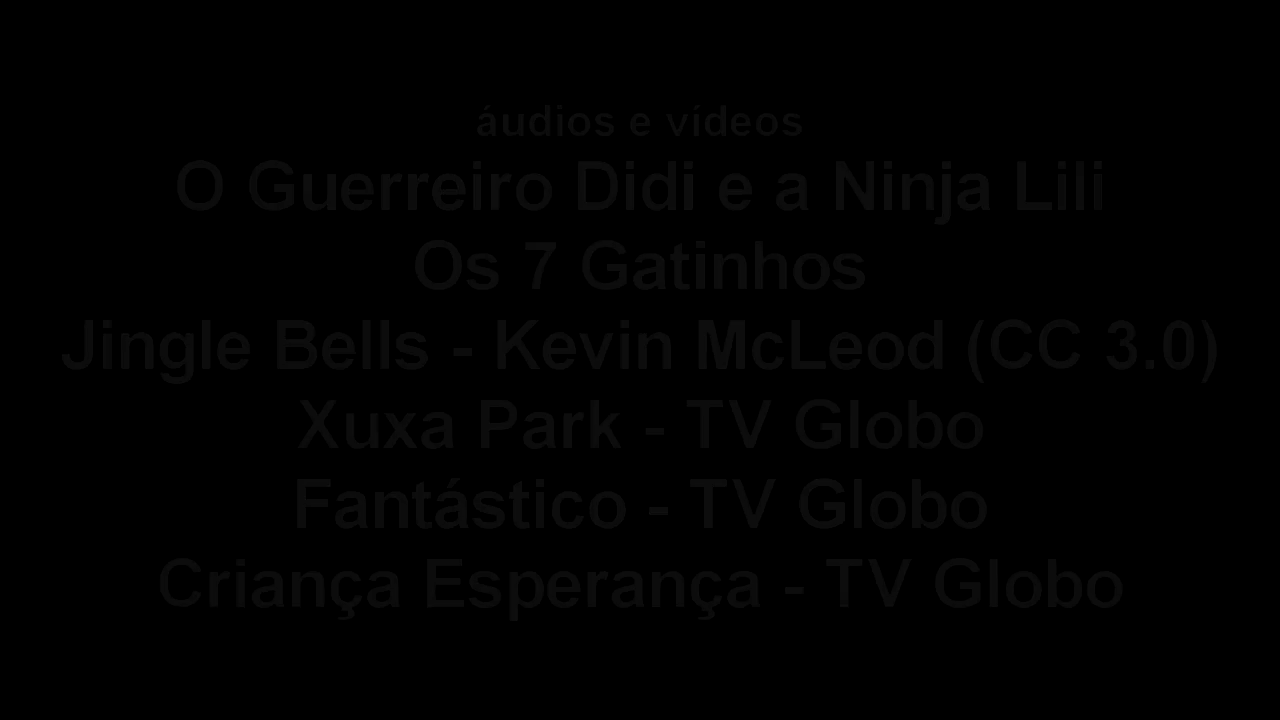 áudios e vídeos
O Guerreiro Didi e a Ninja Lili
Os 7 Gatinhos
Jingle Bells - Kevin McLeod (CC 3.0)
Xuxa Park - TV Globo
Fantástico - TV Globo
Criança Esperança - TV Globo